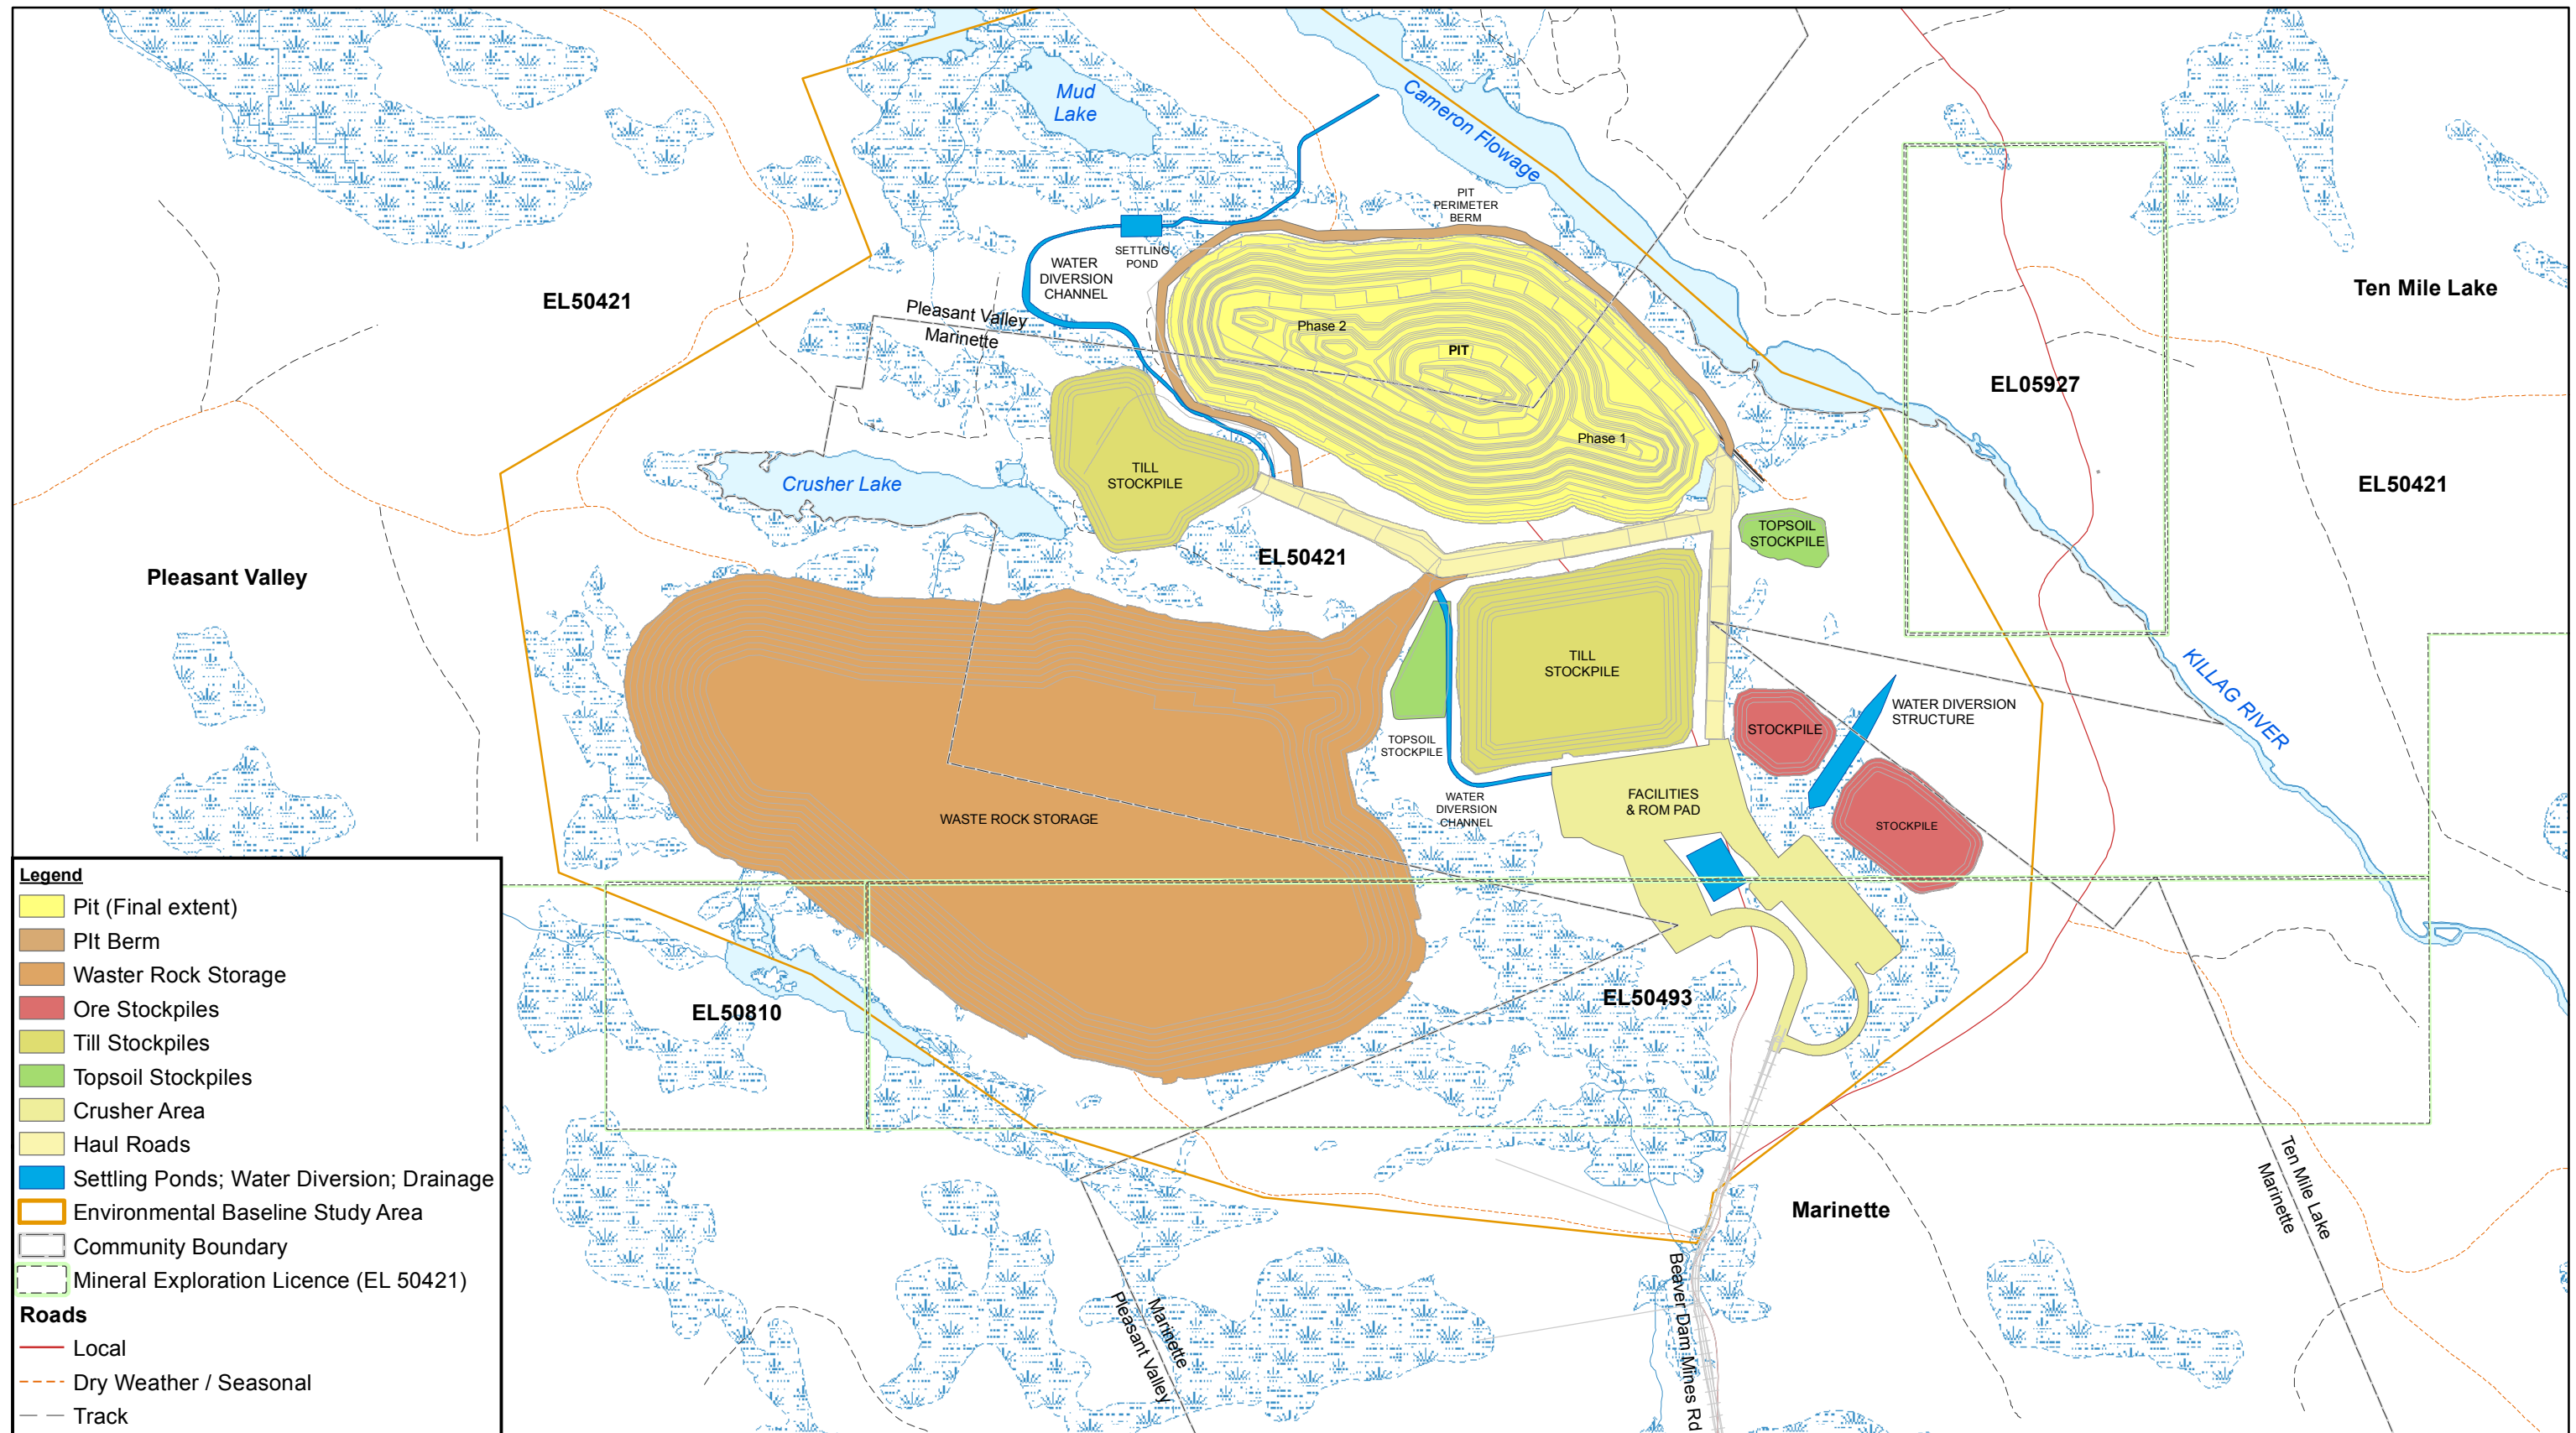 Mud
Lake
Cameron Flowage
PIT
PERIMETER
BERM
SETTLING
POND
WATER
DIVERSION
CHANNEL
EL50421
Ten Mile Lake
Pleasant Valley
Marinette
Phase 2
PIT
EL05927
Phase 1
TILL
STOCKPILE
Crusher Lake
EL50421
TOPSOIL
STOCKPILE
EL50421
Pleasant Valley
TILL
STOCKPILE
KILLAG RIVER
WATER DIVERSION
STRUCTURE
STOCKPILE
TOPSOIL
STOCKPILE
WATER
DIVERSION
CHANNEL
FACILITIES
& ROM PAD
STOCKPILE
WASTE ROCK STORAGE
EL50493
EL50810
Ten Mile Lake
Marinette
Marinette
Beaver Dam Mines Rd
Marinette
Pleasant Valley
Legend
Pit (Final extent)
PIt Berm
Waster Rock Storage
Ore Stockpiles
Till Stockpiles
Topsoil Stockpiles
Crusher Area
Haul Roads
Settling Ponds; Water Diversion; Drainage
Environmental Baseline Study Area
Community Boundary
Mineral Exploration Licence (EL 50421)
Roads
Local
Dry Weather / Seasonal
Track